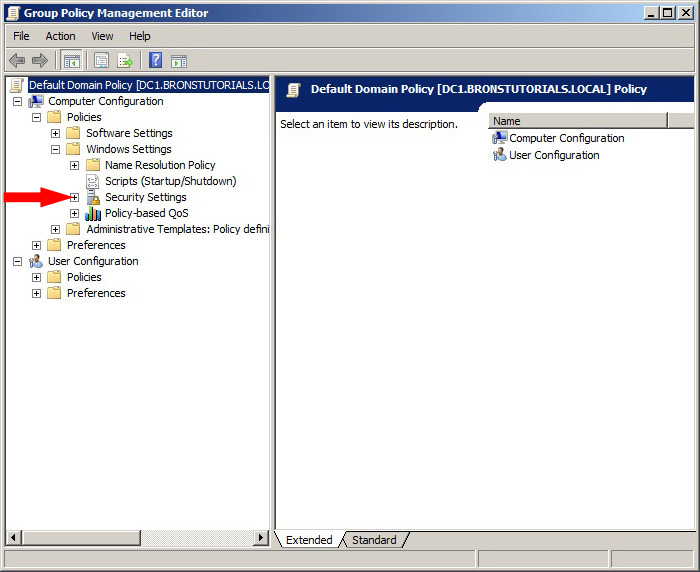 Group Policy Management Editor
File Action View Help
Default Domain Policy [DC1.BRONSTUTORIALS.LO
Computer Configuration
Policies
Software Settings
Windows Settings
Name Resolution Policy
Scripts (Startup/Shutdown)
Security Settings
Policy-based QoS
Administrative Templates: Policy defini
Preferences
User Configuration
Policies
Preferences
Default Domain Policy [DC1.BRONSTUTORIALS.LOCAL] Policy
Select an item to view its description.
Name
Computer Configuration
User Configuration
Extended Standard